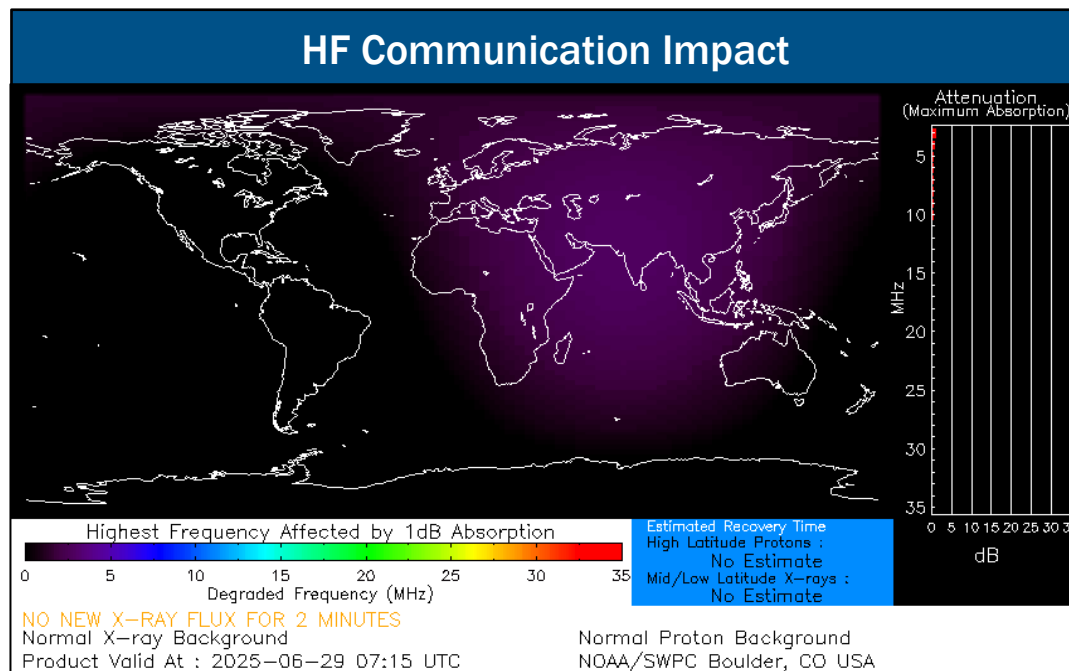 HF Communication Impact
Attenuation
(Maximum Absorption)
5
10
15
20
25
30
35
MHz
0 5 10 15 20 25 30
dB
Highest Frequency Affected by 1dB Absorption
0 5 10 15 20 25 30 35
Degraded Frequency (MHz)
Estimated Recovery Time
High Latitude Protons :
No Estimate
Mid/Low Latitude X-rays :
No Estimate
NO NEW X-RAY FLUX FOR 2 MINUTES
Normal X-ray Background
Normal Proton Background
Product Valid At : 2025-06-29 07:15 UTC
NOAA/SWPC Boulder, CO USA